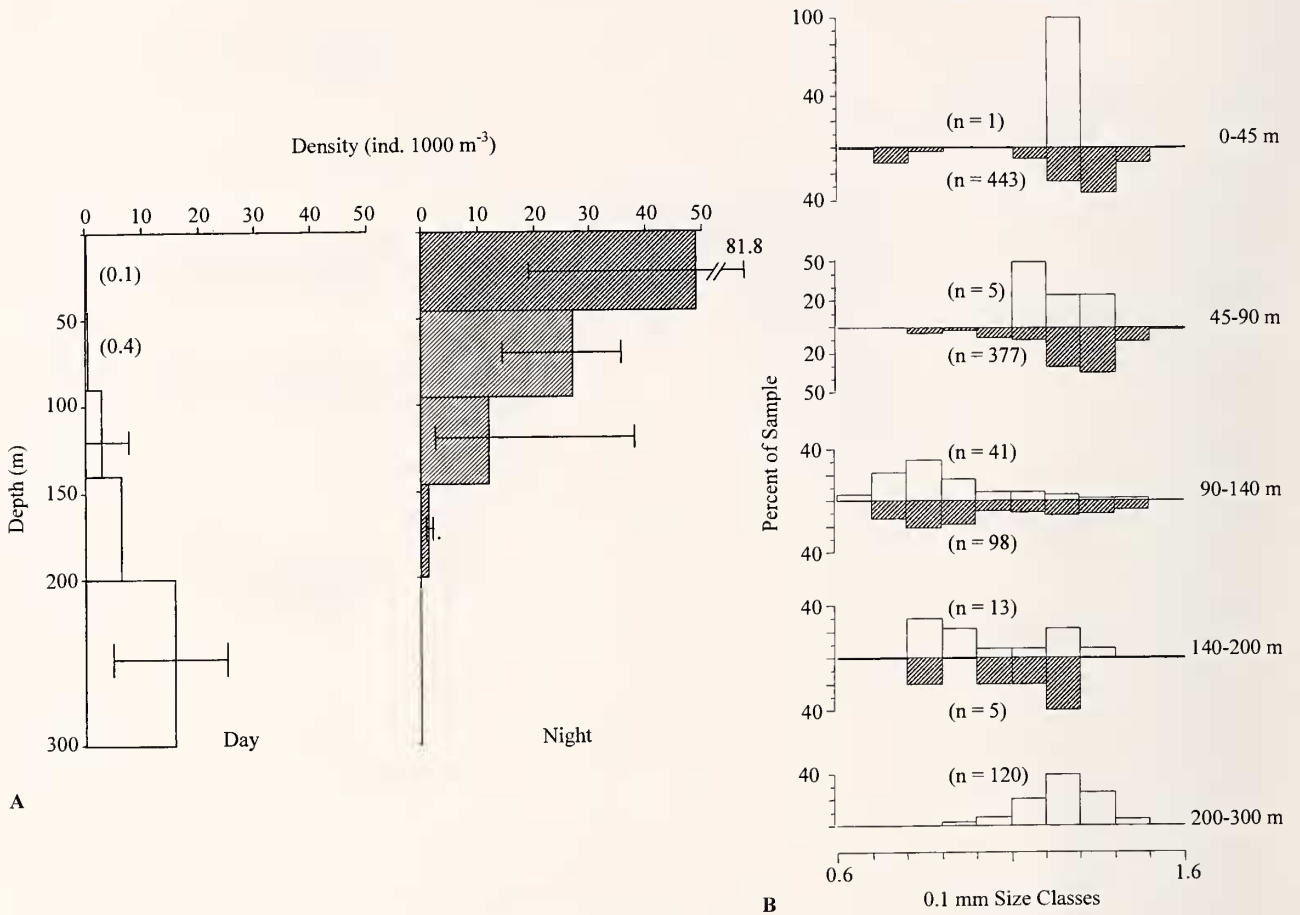 Density (ind. 1000 m-3)
0 10 20 30 40 50
0 10 20 30 40 50
(0.1)
(0.4)
81.8
50
100
150
200
300
Depth (m)
Day
Night
A
100
40
40
(n = 1)
(n = 443)
0-45 m
50
20
20
50
(n = 5)
(n = 377)
45-90 m
40
40
(n = 41)
(n = 98)
90-140 m
40
40
(n = 13)
(n = 5)
140-200 m
40
(n = 120)
200-300 m
Percent of Sample
0.6
1.6
0.1 mm Size Classes
B